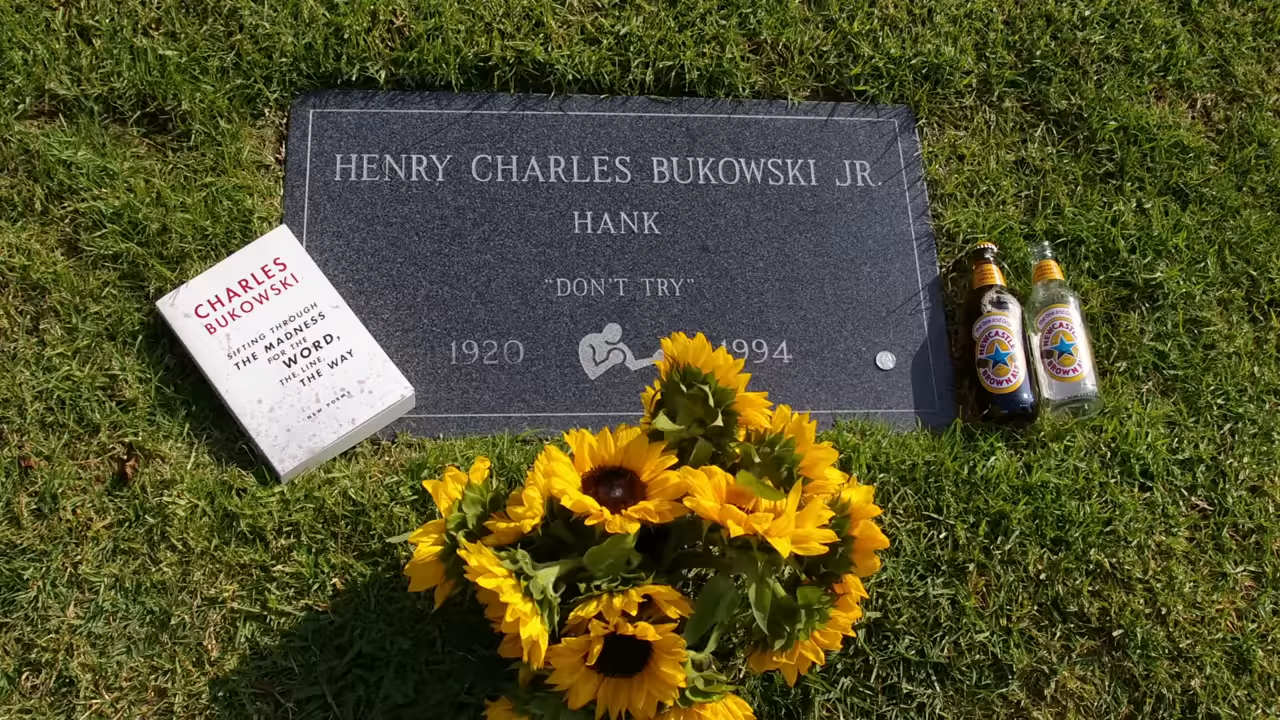 HENRY CHARLES BUKOWSKI JR.
HANK
"DON'T TRY"
1920
1994
CHARLES
BUKOWSKI
SIFTING THROUGH
THE MADNESS
FOR THE
WORD,
THE LINE,
THE WAY
NEW POEMS
NEWCASTLE
BROWN ALE
NEWCASTLE
BROWN ALE